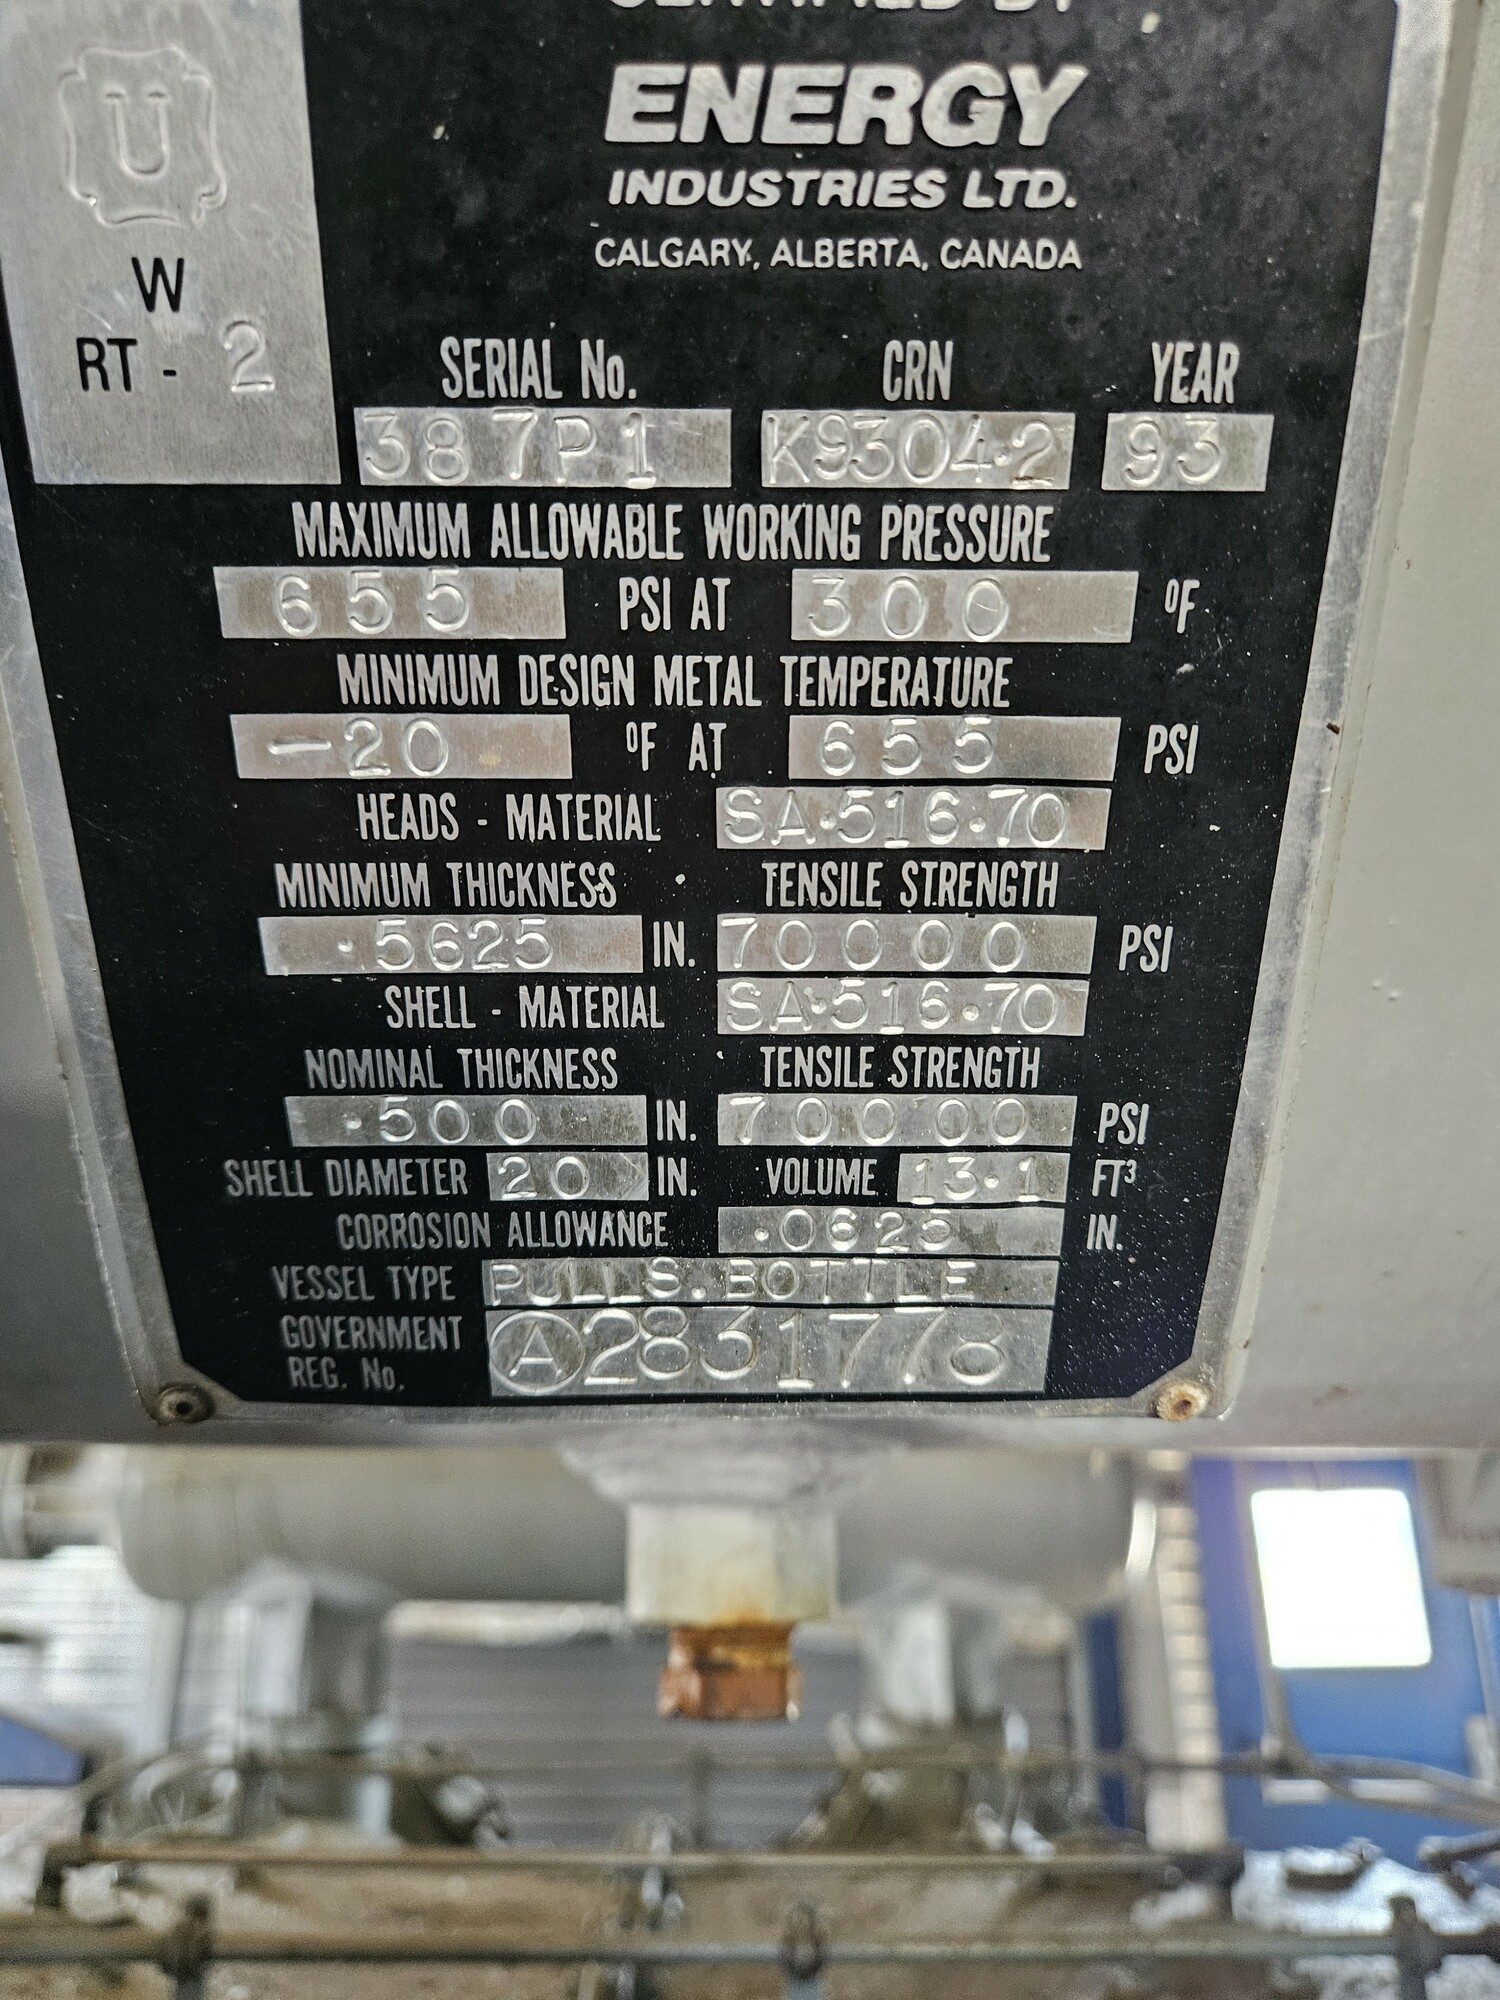 CERTIFIED BY
ENERGY
INDUSTRIES LTD.
CALGARY, ALBERTA, CANADA
U
W
RT - 2
SERIAL No. CRN YEAR
387P1 K9304·2 93
MAXIMUM ALLOWABLE WORKING PRESSURE
655 PSI AT 300 ºF
MINIMUM DESIGN METAL TEMPERATURE
-20 ºF AT 655 PSI
HEADS - MATERIAL SA·516·70
MINIMUM THICKNESS TENSILE STRENGTH
.5625 IN. 70000 PSI
SHELL - MATERIAL SA·516·70
NOMINAL THICKNESS TENSILE STRENGTH
.500 IN. 70000 PSI
SHELL DIAMETER 20 IN. VOLUME 13·1 FT³
CORROSION ALLOWANCE .0625 IN.
VESSEL TYPE PULLS. BOTTLE
GOVERNMENT
REG. No. Ⓐ2831778